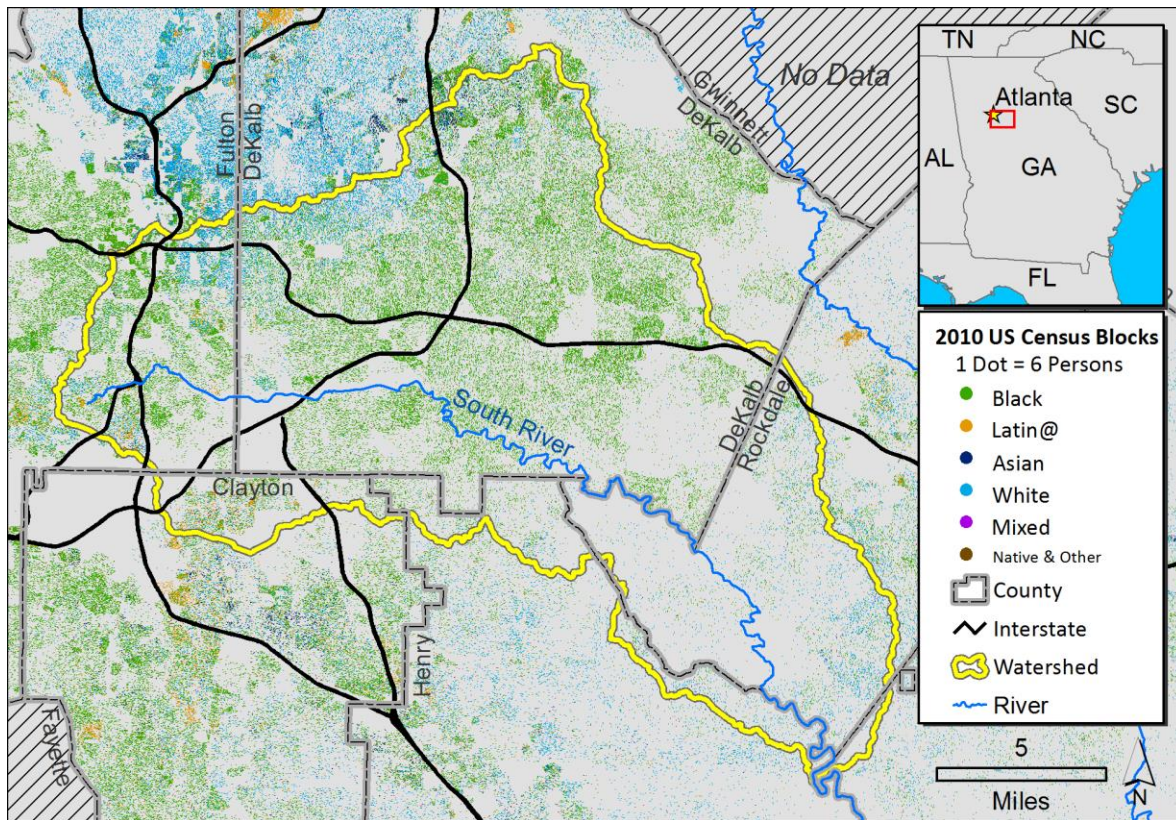 Fulton
DeKalb
Gwinnett
DeKalb
No Data
South River
DeKalb
Rockdale
Clayton
Henry
Fayette
TN
NC
Atlanta
SC
AL
GA
FL
2010 US Census Blocks
1 Dot = 6 Persons
Black
Latin@
Asian
White
Mixed
Native & Other
County
Interstate
Watershed
River
5
Miles
N